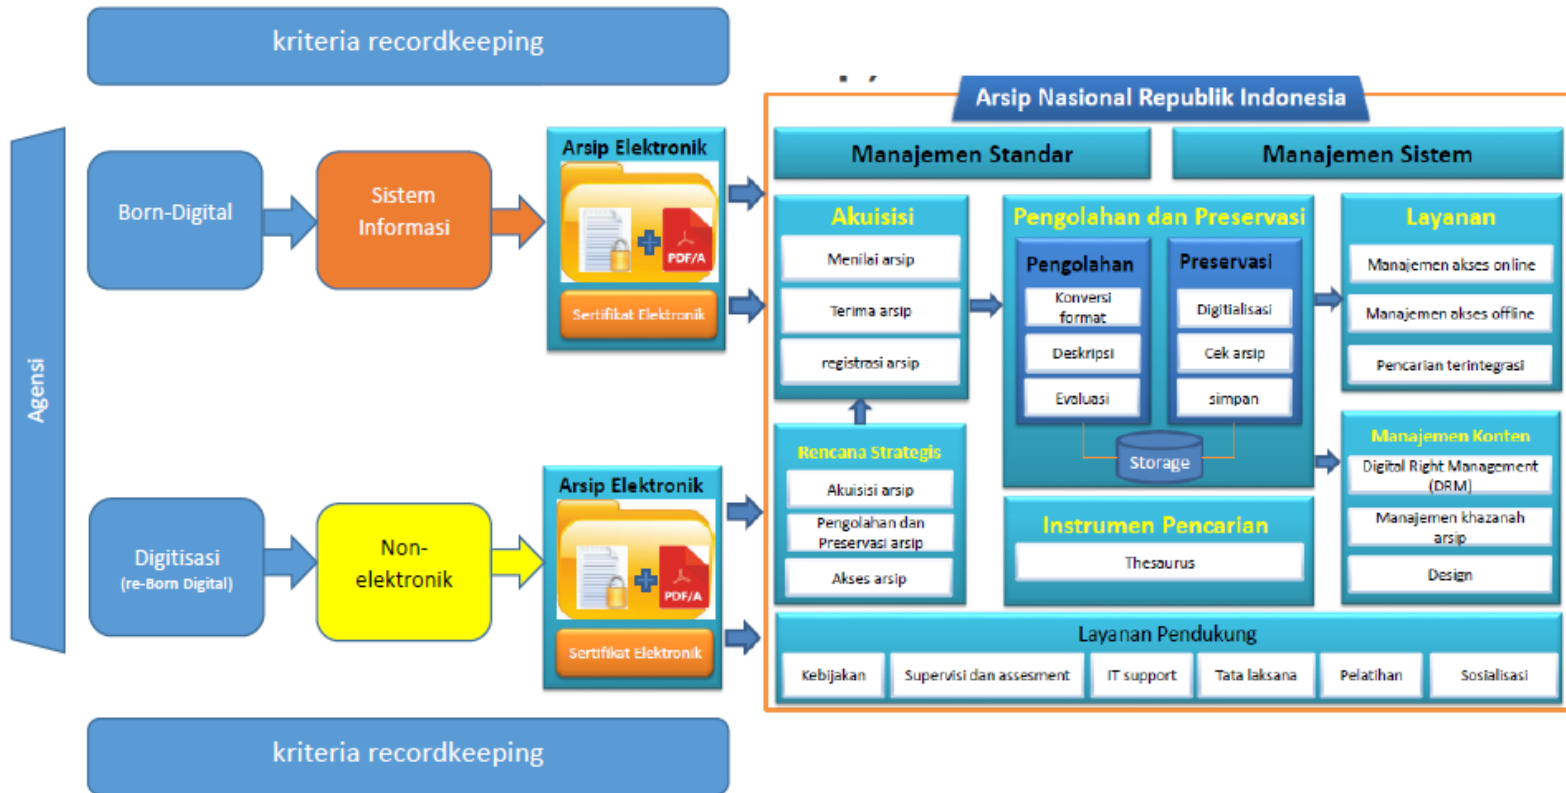 kriteria recordkeeping
Agensi
Born-Digital
Sistem
Informasi
Arsip Elektronik
PDF/A
Sertifikat Elektronik
Digitisasi
(re-Born Digital)
Non-
elektronik
Arsip Elektronik
PDF/A
Sertifikat Elektronik
kriteria recordkeeping
Arsip Nasional Republik Indonesia
Manajemen Standar
Manajemen Sistem
Akuisisi
Menilai arsip
Terima arsip
registrasi arsip
Rencana Strategis
Akuisisi arsip
Pengolahan dan
Preservasi arsip
Akses arsip
Pengolahan dan Preservasi
Pengolahan
Konversi
format
Deskripsi
Evaluasi
Preservasi
Digitialisasi
Cek arsip
simpan
Storage
Instrumen Pencarian
Thesaurus
Layanan
Manajemen akses online
Manajemen akses offline
Pencarian terintegrasi
Manajemen Konten
Digital Right Management
(DRM)
Manajemen khazanah
arsip
Design
Layanan Pendukung
Kebijakan
Supervisi dan assesment
IT support
Tata laksana
Pelatihan
Sosialisasi